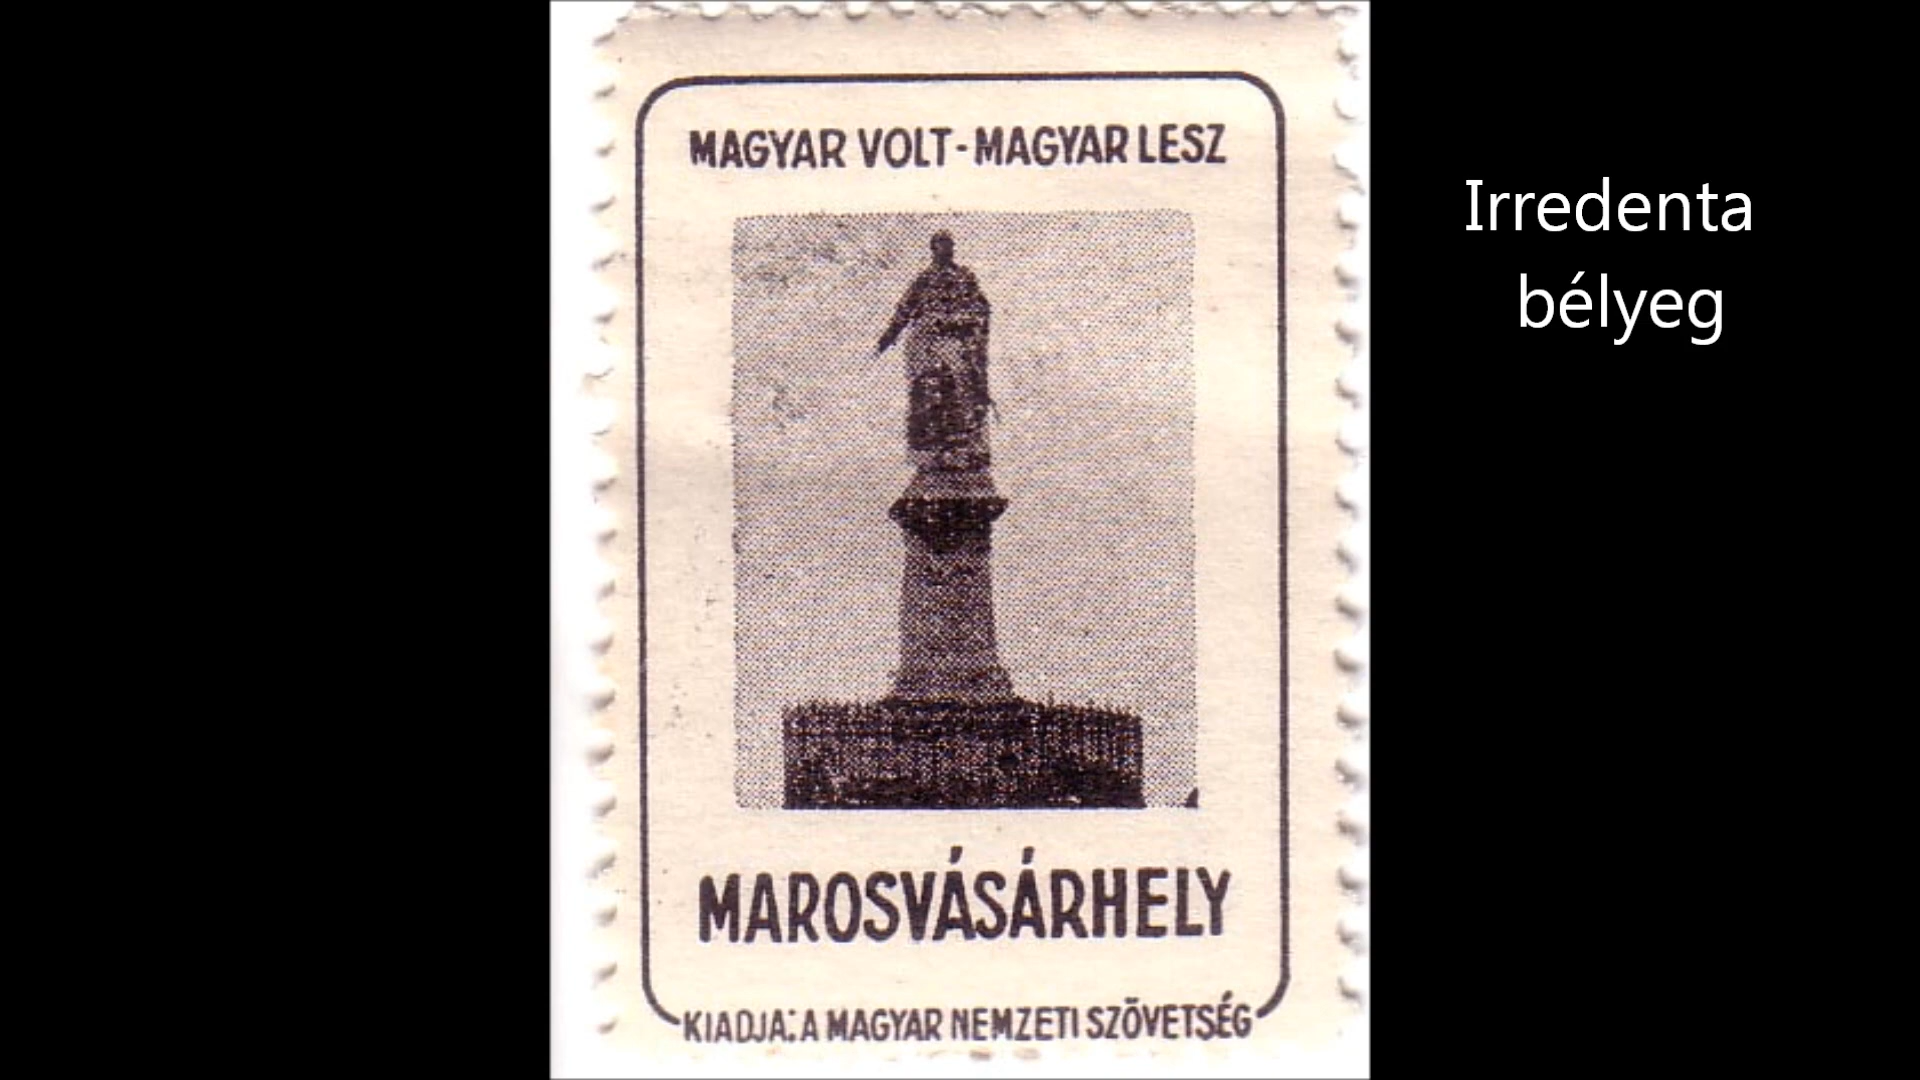 MAGYAR VOLT-MAGYAR LESZ
MAROSVÁSÁRHELY
KIADJA: A MAGYAR NEMZETI SZÖVETSÉG
Irredenta
bélyeg